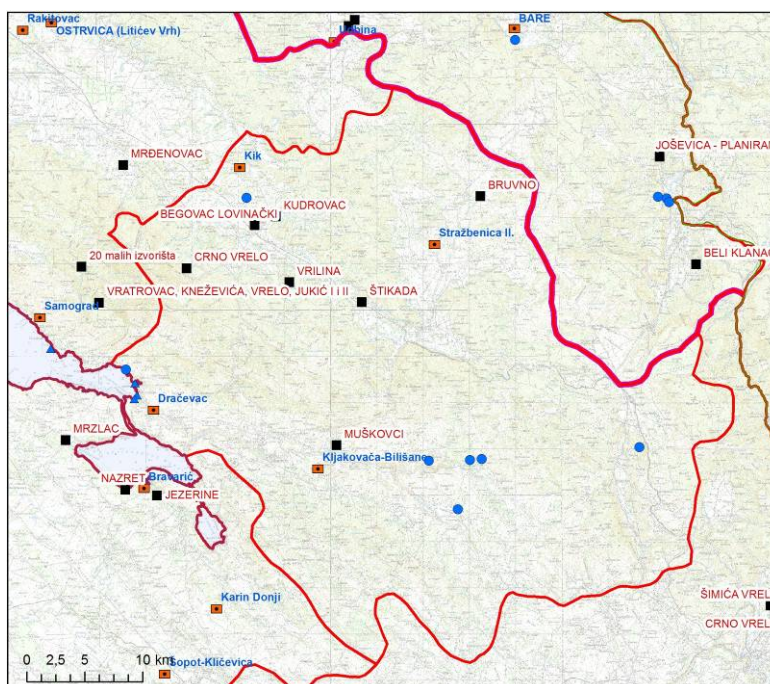 Rakitovac
OSTRVICA (Litićev Vrh)
Udbina
BARE
MRĐENOVAC
Kik
JOŠEVICA - PLANIRAN
BRUVNO
KUDROVAC
BEGOVAC LOVINAČKI
Stražbenica II.
20 malih izvorišta
CRNO VRELO
BELI KLANAC
VRILINA
VRATROVAC, KNEŽEVIĆA, VRELO, JUKIĆ I i II
ŠTIKADA
Samograd
Dračevac
MRZLAC
MUŠKOVCI
Kljakovača-Bilišane
NAZRET
Bravarić
JEZERINE
ŠIMIĆA VREL
Karin Donji
CRNO VREL
0 2,5 5 10 km
Sopot-Kličevica